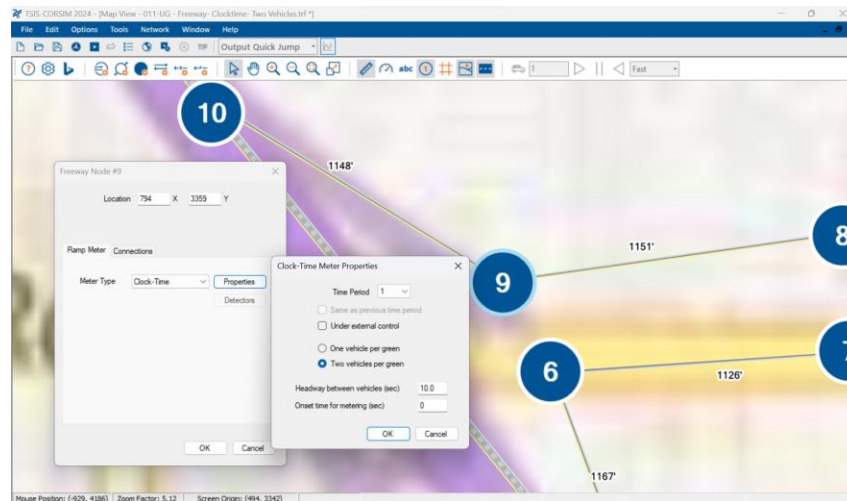 TSIS-CORSIM 2024 - [Map View - 011-UG - Freeway- Clocktime- Two Vehicles.trf *]
File Edit Options Tools Network Window Help
TRF Output Quick Jump
abc 1 1 Fast
10
1148'
Freeway Node #9
Location 794 X 3359 Y
Ramp Meter Connections
Meter Type Clock-Time Properties
Detectors
OK Cancel
Clock-Time Meter Properties
Time Period 1
Same as previous time period
Under external control
One vehicle per green
Two vehicles per green
Headway between vehicles (sec) 10.0
Onset time for metering (sec) 0
OK Cancel
9
1151'
8
6
1126'
7
1167'
Mouse Position: (-929, 4186) Zoom Factor: 5.12 Screen Origin: (494, 3342)